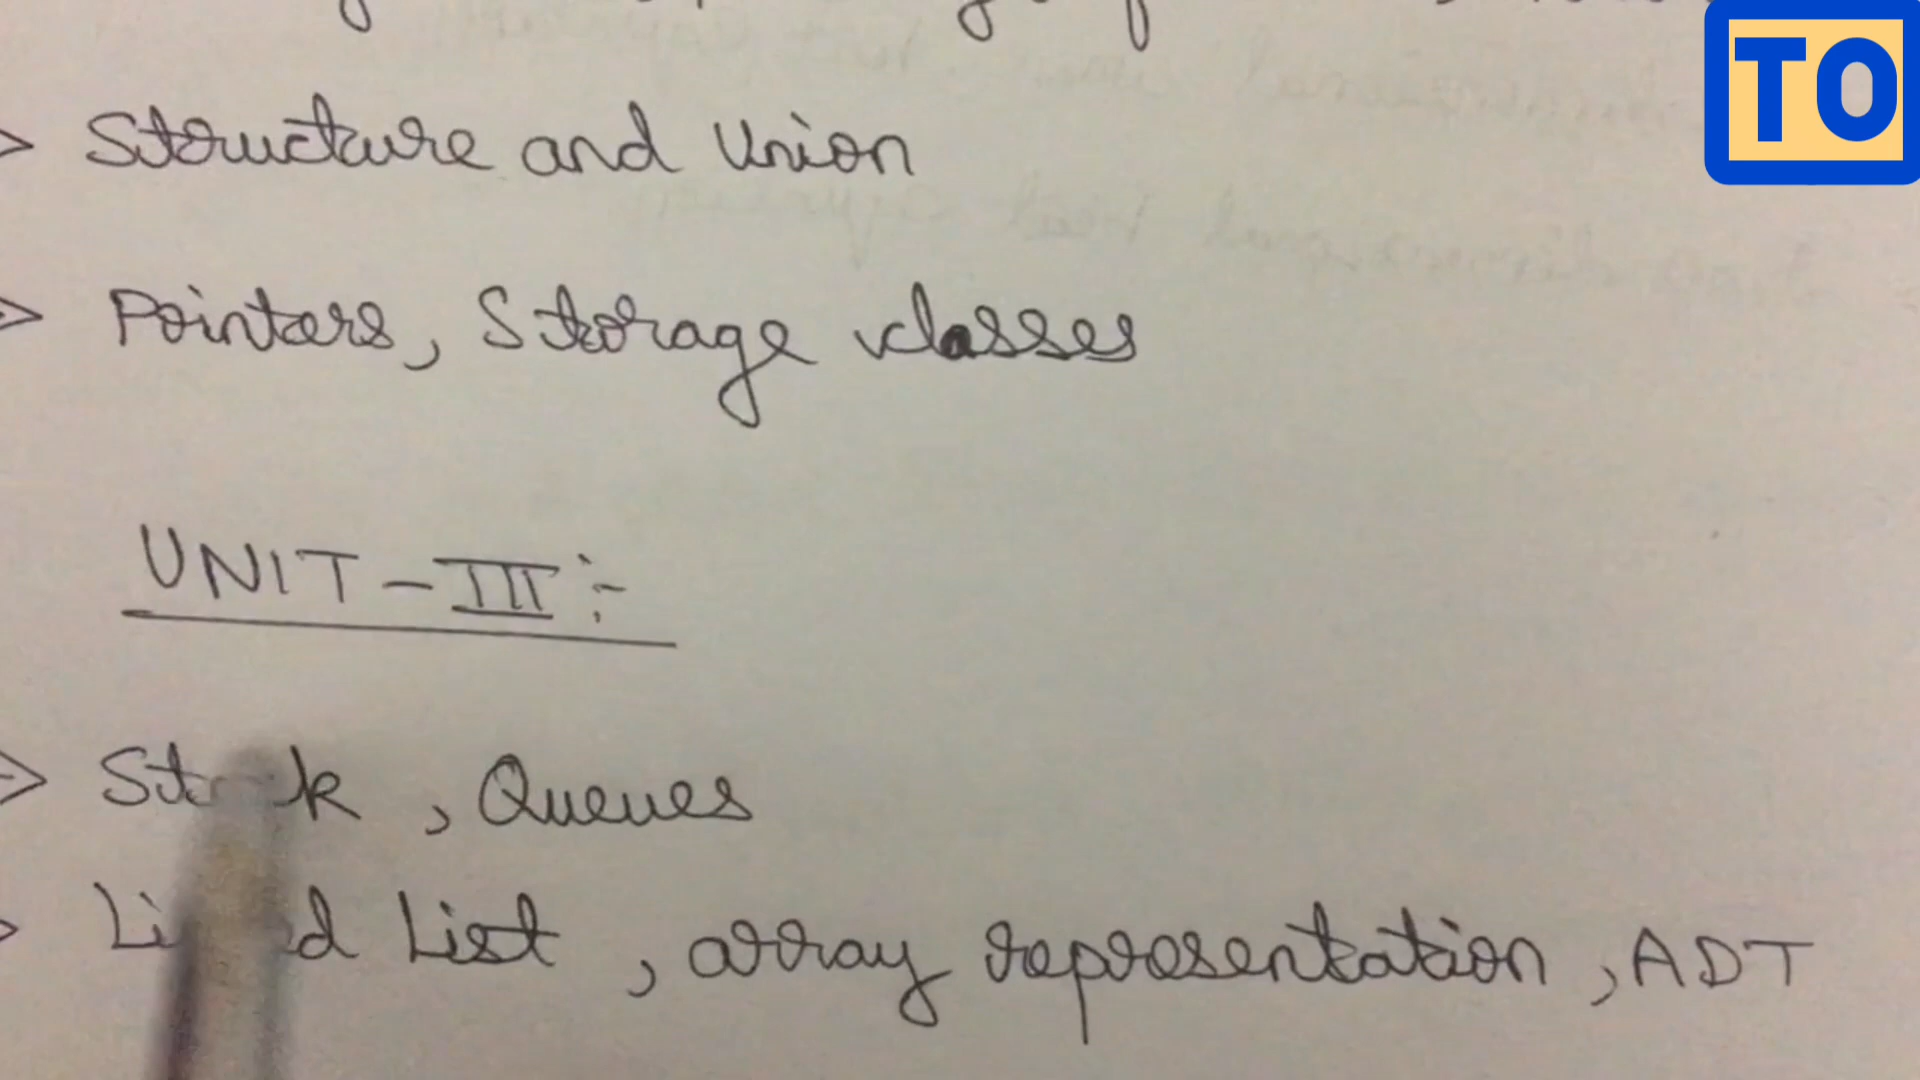 TO
> Structure and Union
> Pointers, Storage classes
UNIT - III :-
> , Queues
> List, array representation, ADT